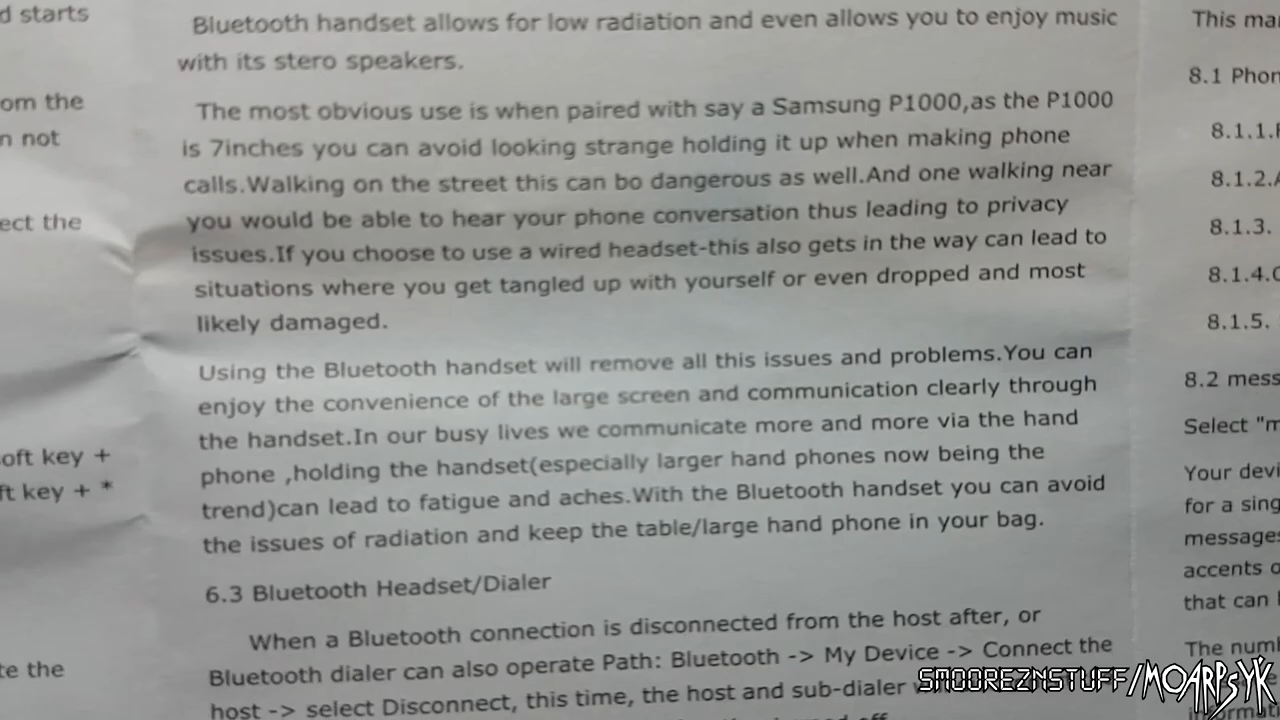 d starts
om the
n not
ect the
oft key +
ft key + *
te the
Bluetooth handset allows for low radiation and even allows you to enjoy music
with its stero speakers.
The most obvious use is when paired with say a Samsung P1000,as the P1000
is 7inches you can avoid looking strange holding it up when making phone
calls.Walking on the street this can bo dangerous as well.And one walking near
you would be able to hear your phone conversation thus leading to privacy
issues.If you choose to use a wired headset-this also gets in the way can lead to
situations where you get tangled up with yourself or even dropped and most
likely damaged.
Using the Bluetooth handset will remove all this issues and problems.You can
enjoy the convenience of the large screen and communication clearly through
the handset.In our busy lives we communicate more and more via the hand
phone ,holding the handset(especially larger hand phones now being the
trend)can lead to fatigue and aches.With the Bluetooth handset you can avoid
the issues of radiation and keep the table/large hand phone in your bag.
6.3 Bluetooth Headset/Dialer
When a Bluetooth connection is disconnected from the host after, or
Bluetooth dialer can also operate Path: Bluetooth -> My Device -> Connect the
host -> select Disconnect, this time, the host and sub-dialer
This ma
8.1 Phon
8.1.1.
8.1.2.
8.1.3.
8.1.4.
8.1.5.
8.2 mess
Select "m
Your devi
for a sing
messages
accents o
that can
The num
SMOOREZNSTUFF/MOARPSYK